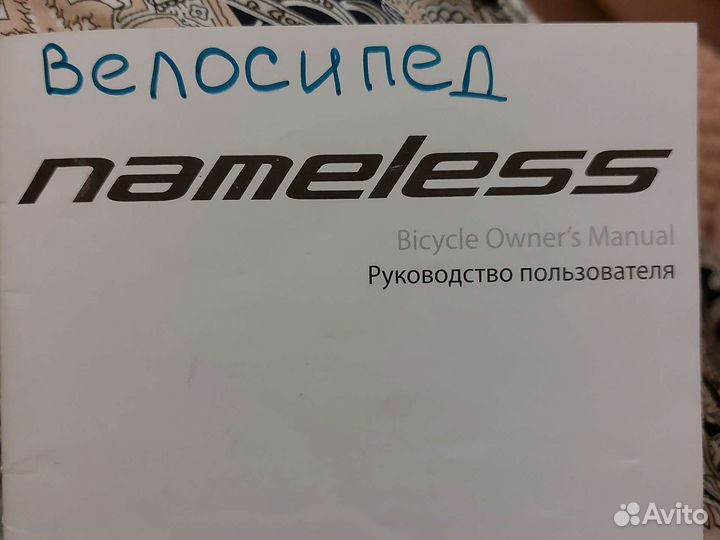 Велосипед
nameless
Bicycle Owner's Manual
Руководство пользователя
Avito